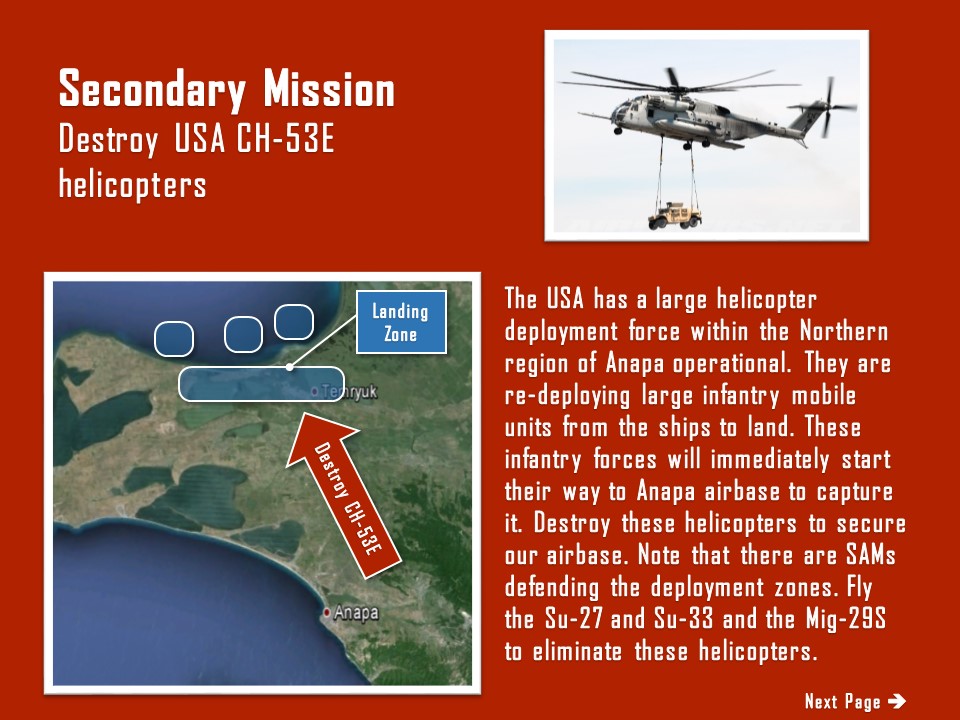 Secondary Mission
Destroy USA CH-53E
helicopters
Landing
Zone
Temryuk
Destroy CH-53E
Anapa
The USA has a large helicopter
deployment force within the Northern
region of Anapa operational. They are
re-deploying large infantry mobile
units from the ships to land. These
infantry forces will immediately start
their way to Anapa airbase to capture
it. Destroy these helicopters to secure
our airbase. Note that there are SAMs
defending the deployment zones. Fly
the Su-27 and Su-33 and the Mig-29S
to eliminate these helicopters.
Next Page →